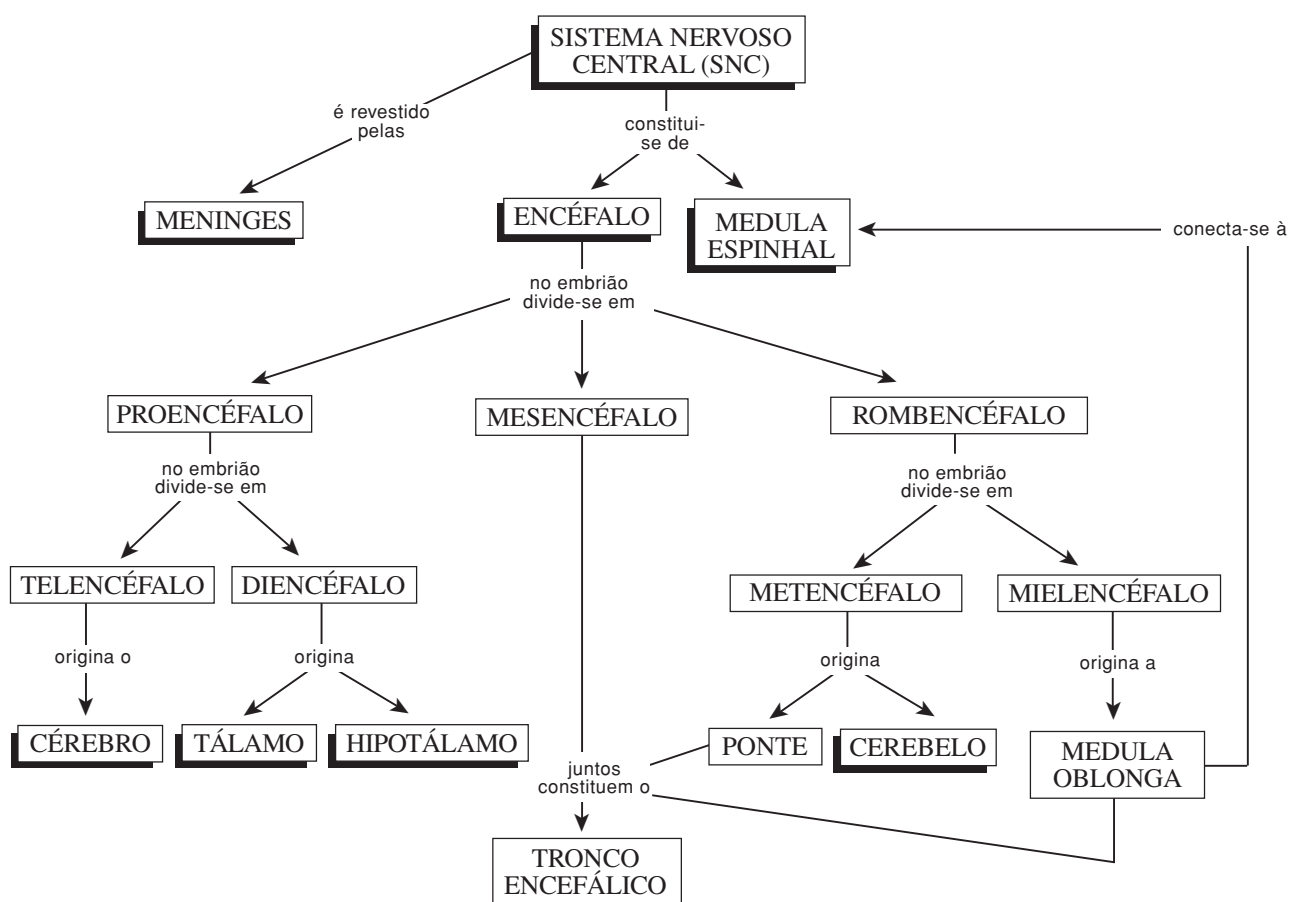 SISTEMA NERVOSO
CENTRAL (SNC)
é revestido
pelas
constitui-
se de
MENINGES
ENCÉFALO
MEDULA
ESPINHAL
conecta-se à
no embrião
divide-se em
PROENCÉFALO
MESENCÉFALO
ROMBENCÉFALO
no embrião
divide-se em
no embrião
divide-se em
TELENCÉFALO
DIENCÉFALO
METENCÉFALO
MIELENCÉFALO
origina o
origina
origina
origina a
CÉREBRO
TÁLAMO
HIPOTÁLAMO
PONTE
CEREBELO
MEDULA
OBLONGA
juntos
constituem o
TRONCO
ENCEFÁLICO